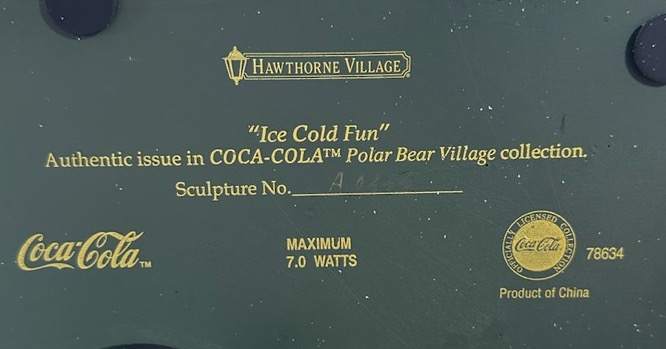 HAWTHORNE VILLAGE
"Ice Cold Fun"
Authentic issue in COCA-COLA™ Polar Bear Village collection.
Sculpture No.
Coca-Cola™
MAXIMUM
7.0 WATTS
OFFICIALLY LICENSED COLLECTION
Coca-Cola
78634
Product of China